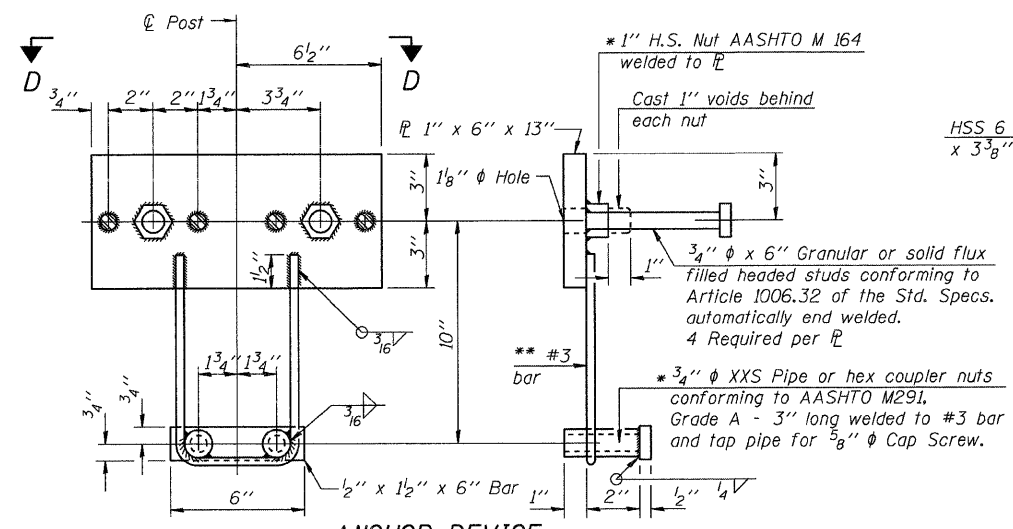 ℄ Post
D
D
6½"
¾"
2"
2"
1¾"
3¾"
* 1" H.S. Nut AASHTO M 164
welded to ℙL
Cast 1" voids behind
each nut
HSS 6
x 3⅜"
ℙL 1" x 6" x 13"
1⅛" ϕ Hole
3"
3"
3"
1½"
1"
¾" ϕ x 6" Granular or solid flux
filled headed studs conforming to
Article 1006.32 of the Std. Specs.
automatically end welded.
4 Required per ℙL
3/16
10"
** #3
bar
1¾"
1¾"
¾"
¾"
3/16
* ¾" ϕ XXS Pipe or hex coupler nuts
conforming to AASHTO M291,
Grade A - 3" long welded to #3 bar
and tap pipe for ⅝" ϕ Cap Screw.
6"
½" x 1½" x 6" Bar
1"
2"
½"
¼
ANCHOR DEVICE